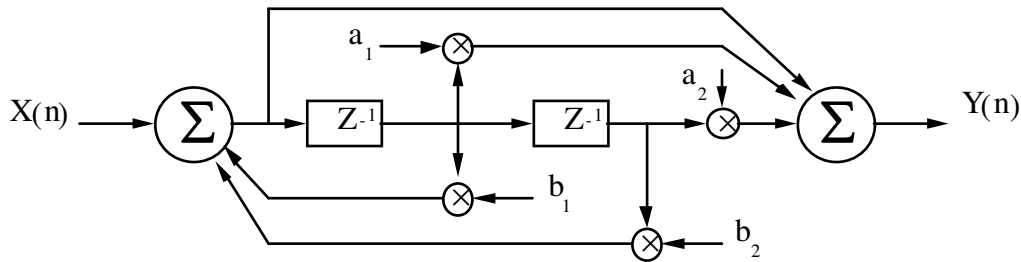 a₁
a₂
X(n) Σ Z⁻¹ Z⁻¹ Σ Y(n)
b₁
b₂